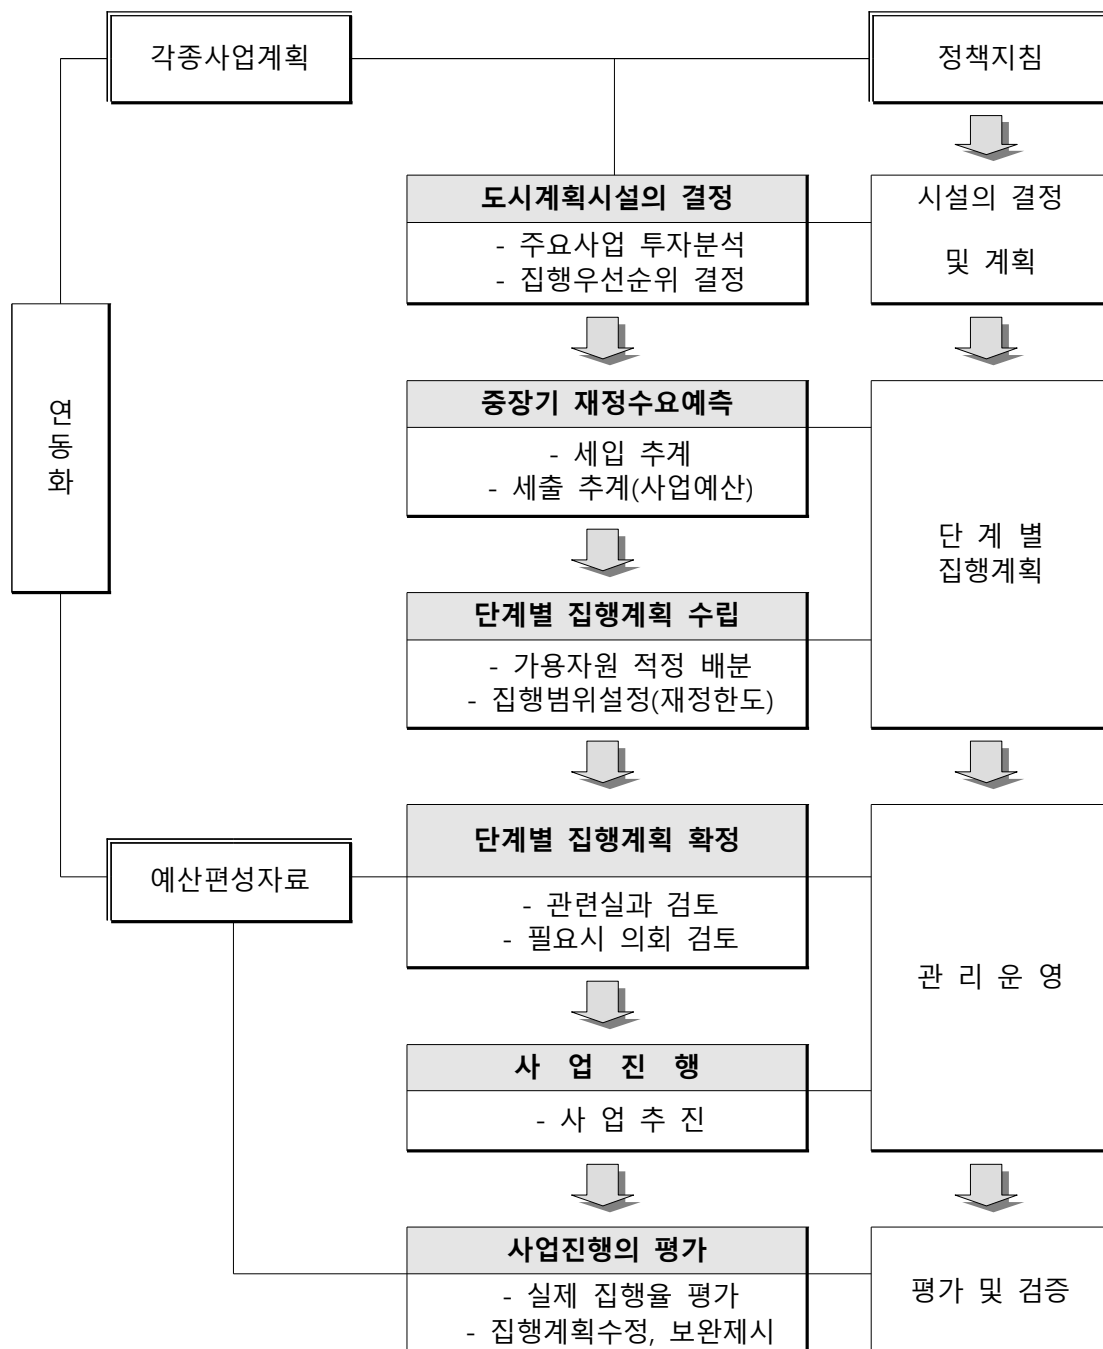 각종사업계획
정책지침
도시계획시설의 결정
- 주요사업 투자분석
- 집행우선순위 결정
시설의 결정
및 계획
연
동
화
중장기 재정수요예측
- 세입 추계
- 세출 추계(사업예산)
단 계 별
집행계획
단계별 집행계획 수립
- 가용자원 적정 배분
- 집행범위설정(재정한도)
단계별 집행계획 확정
- 관련실과 검토
- 필요시 의회 검토
예산편성자료
관 리 운 영
사 업 진 행
- 사 업 추 진
사업진행의 평가
- 실제 집행율 평가
- 집행계획수정, 보완제시
평가 및 검증